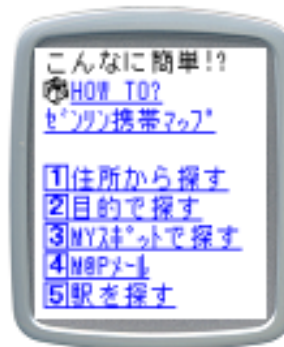 こんなに簡単!?
HOW TO?
ｾﾞﾝﾘﾝ携帯ﾏｯﾌﾟ
1住所から探す
2目的で探す
3MYｽﾎﾟｯﾄで探す
4M@Pﾒｰﾙ
5駅を探す